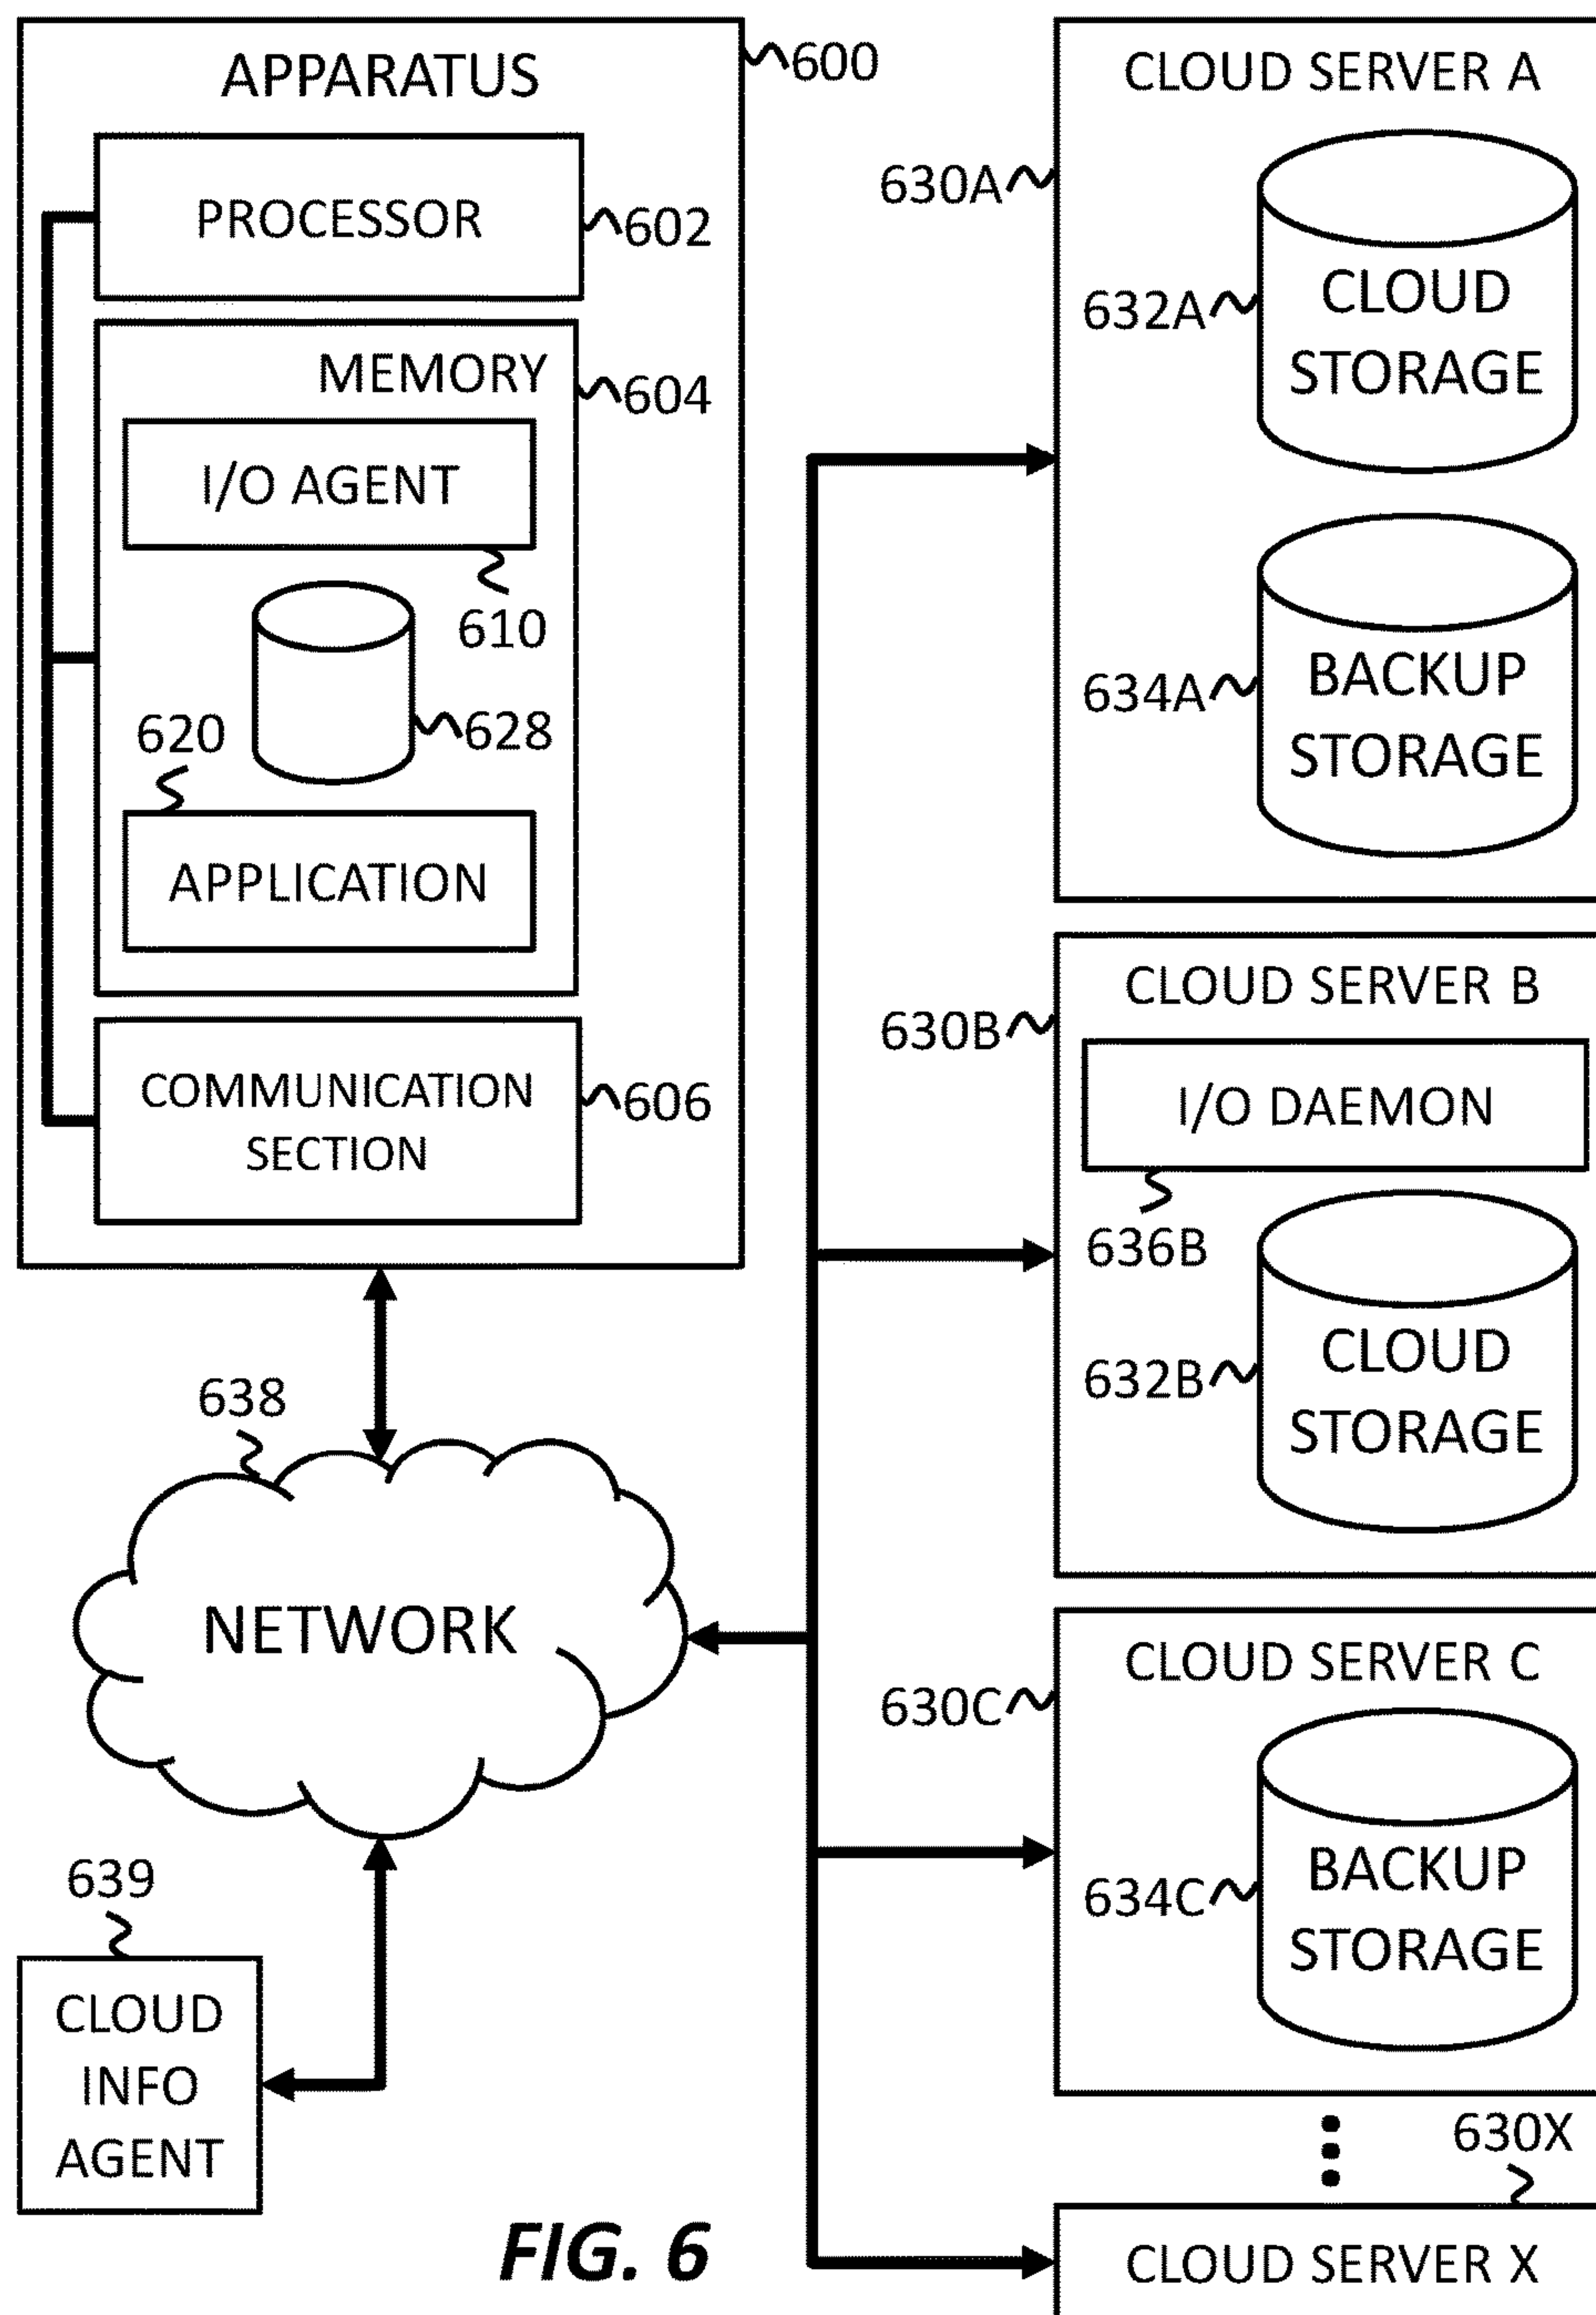 APPARATUS
600
PROCESSOR
602
MEMORY
604
I/O AGENT
610
628
620
APPLICATION
COMMUNICATION
SECTION
606
638
NETWORK
639
CLOUD
INFO
AGENT
CLOUD SERVER A
630A
632A
CLOUD
STORAGE
634A
BACKUP
STORAGE
CLOUD SERVER B
630B
I/O DAEMON
636B
632B
CLOUD
STORAGE
CLOUD SERVER C
630C
634C
BACKUP
STORAGE
630X
CLOUD SERVER X
FIG. 6